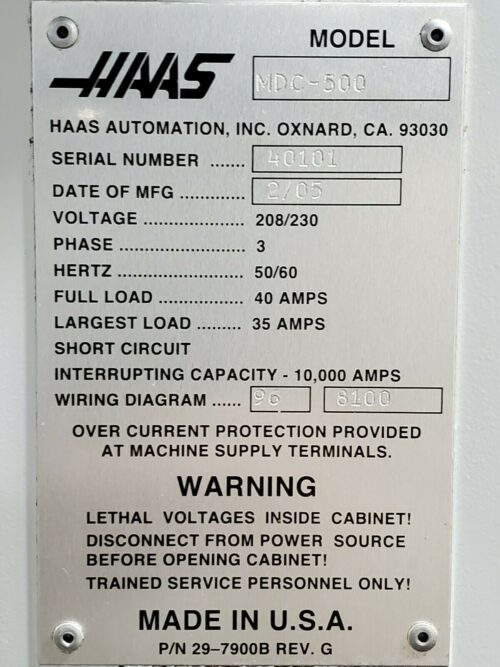 MODEL
HAAS
MDC-500
HAAS AUTOMATION, INC. OXNARD, CA. 93030
SERIAL NUMBER ....... 40101
DATE OF MFG ............. 2/05
VOLTAGE ................... 208/230
PHASE ........................ 3
HERTZ ........................ 50/60
FULL LOAD ................ 40 AMPS
LARGEST LOAD ......... 35 AMPS
SHORT CIRCUIT
INTERRUPTING CAPACITY - 10,000 AMPS
WIRING DIAGRAM ...... 96 8100
OVER CURRENT PROTECTION PROVIDED
AT MACHINE SUPPLY TERMINALS.
WARNING
LETHAL VOLTAGES INSIDE CABINET!
DISCONNECT FROM POWER SOURCE
BEFORE OPENING CABINET!
TRAINED SERVICE PERSONNEL ONLY!
MADE IN U.S.A.
P/N 29-7900B REV. G